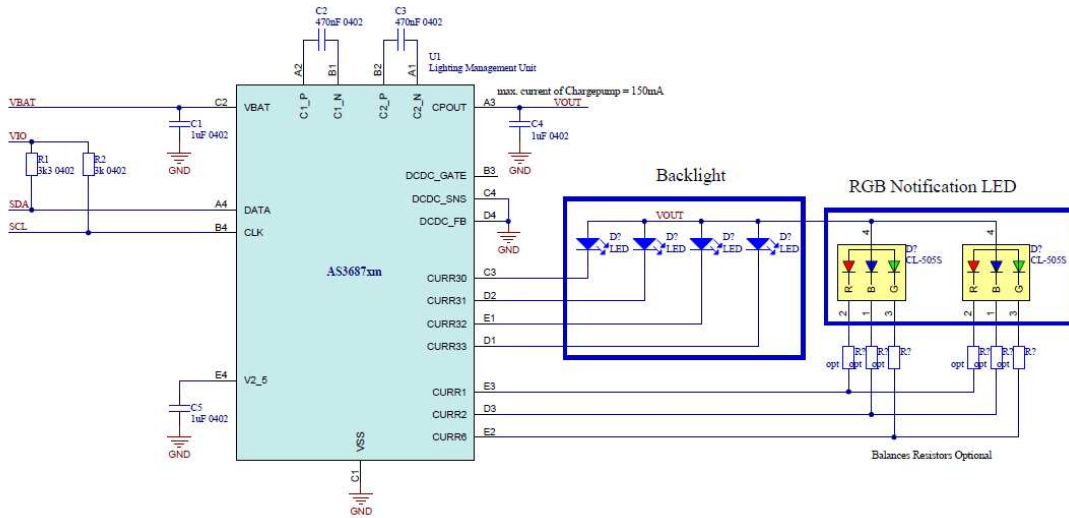 C2
470nF 0402
C3
470nF 0402
U1
Lighting Management Unit
A2
B1
B2
A1
C1_P
C1_N
C2_P
C2_N
max. current of Chargepump = 150mA
VBAT
C2
VBAT
CPOUT
A3
VOUT
C1
1uF 0402
GND
C4
1uF 0402
GND
VIO
R1
3k3 0402
R2
3k 0402
DCDC_GATE
B3
DCDC_SNS
C4
DCDC_FB
D4
GND
SDA
A4
DATA
SCL
B4
CLK
AS3687xm
Backlight
VOUT
D?
LED
D?
LED
D?
LED
D?
LED
RGB Notification LED
4
D?
CL-505S
R
B
G
2
1
3
4
D?
CL-505S
R
B
G
2
1
3
CURR30
C3
CURR31
D2
CURR32
E1
CURR33
D1
R?
opt
R?
opt
R?
R?
opt
R?
opt
R?
E4
V2_5
C5
1uF 0402
GND
CURR1
E3
CURR2
D3
CURR6
E2
VSS
C1
GND
Balances Resistors Optional